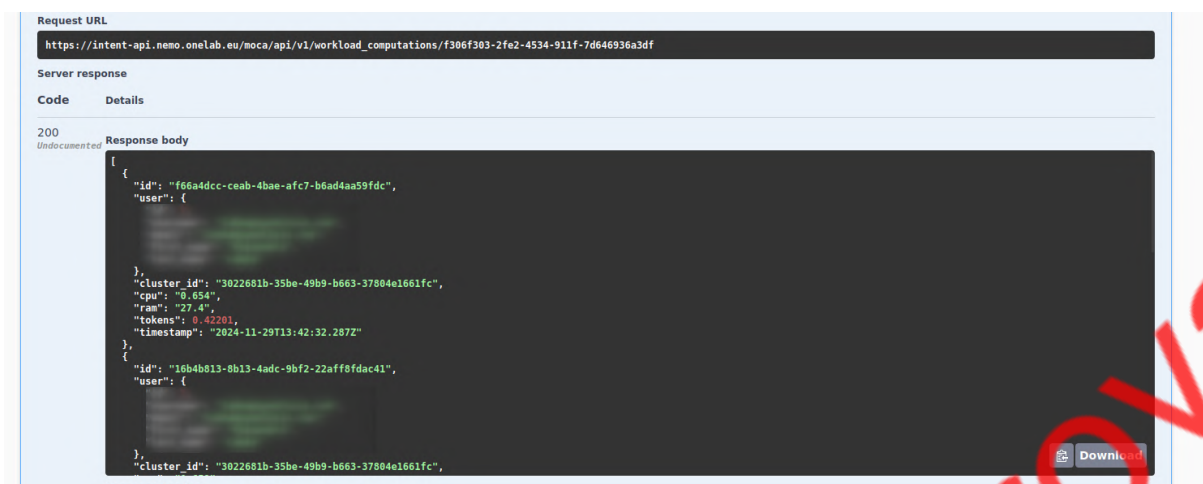 Request URL
https://intent-api.nemo.onelab.eu/moca/api/v1/workload_computations/f306f303-2fe2-4534-911f-7d646936a3df
Server response
Code Details
200
Undocumented
Response body
[
{
"id": "f66a4dcc-ceab-4bae-afc7-b6ad4aa59fdc",
"user": {
},
"cluster_id": "3022681b-35be-49b9-b663-37804e1661fc",
"cpu": "0.654",
"ram": "27.4",
"tokens": 0.42201,
"timestamp": "2024-11-29T13:42:32.287Z"
},
{
"id": "16b4b813-8b13-4adc-9bf2-22aff8fdac41",
"user": {
},
"cluster_id": "3022681b-35be-49b9-b663-37804e1661fc",
Download